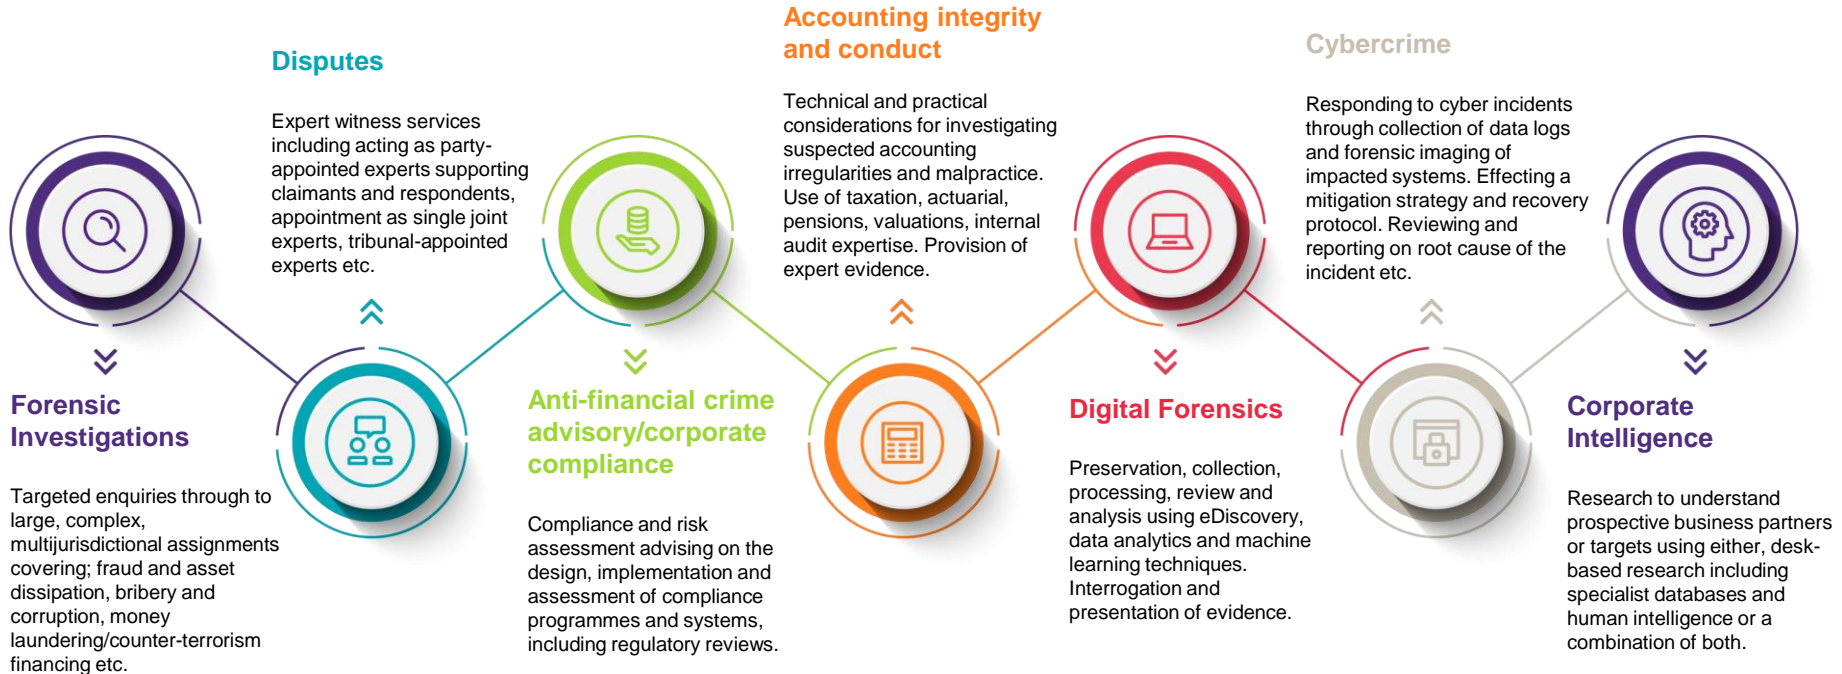 Forensic
Investigations
Targeted enquiries through to
large, complex,
multijurisdictional assignments
covering; fraud and asset
dissipation, bribery and
corruption, money
laundering/counter-terrorism
financing etc.
Disputes
Expert witness services
including acting as party-
appointed experts supporting
claimants and respondents,
appointment as single joint
experts, tribunal-appointed
experts etc.
Anti-financial crime
advisory/corporate
compliance
Compliance and risk
assessment advising on the
design, implementation and
assessment of compliance
programmes and systems,
including regulatory reviews.
Accounting integrity
and conduct
Technical and practical
considerations for investigating
suspected accounting
irregularities and malpractice.
Use of taxation, actuarial,
pensions, valuations, internal
audit expertise. Provision of
expert evidence.
Digital Forensics
Preservation, collection,
processing, review and
analysis using eDiscovery,
data analytics and machine
learning techniques.
Interrogation and
presentation of evidence.
Cybercrime
Responding to cyber incidents
through collection of data logs
and forensic imaging of
impacted systems. Effecting a
mitigation strategy and recovery
protocol. Reviewing and
reporting on root cause of the
incident etc.
Corporate
Intelligence
Research to understand
prospective business partners
or targets using either, desk-
based research including
specialist databases and
human intelligence or a
combination of both.